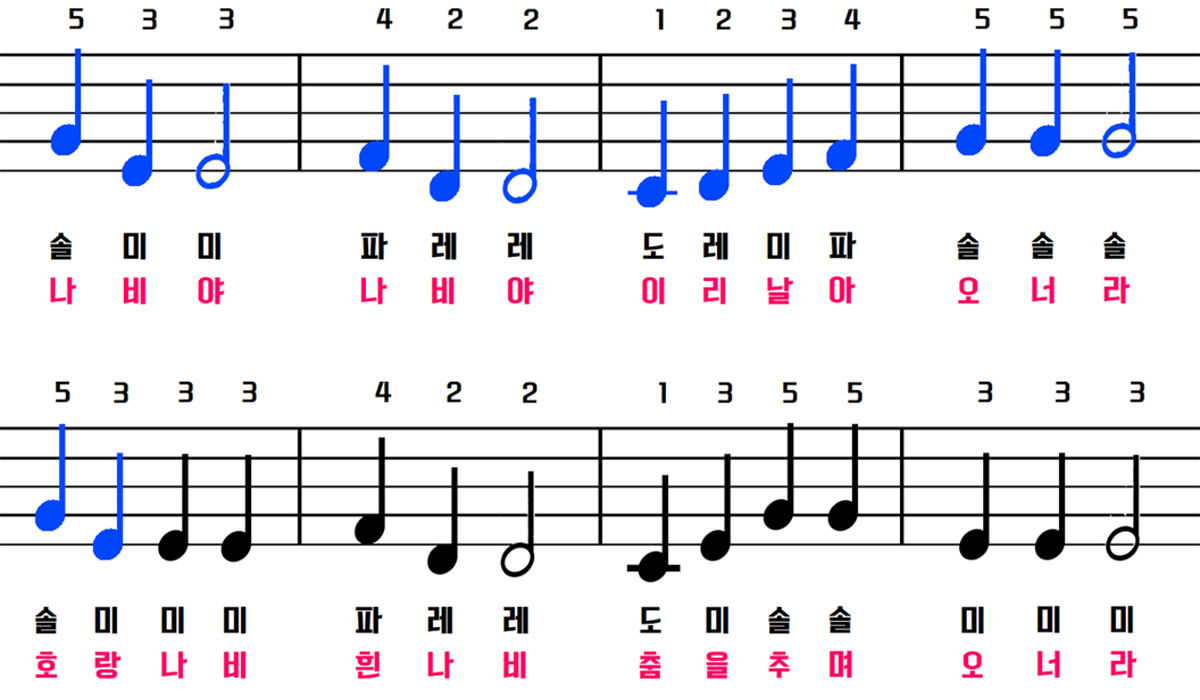 5 3 3 4 2 2 1 2 3 4 5 5 5
솔 미 미 파 레 레 도 레 미 파 솔 솔 솔
나 비 야 나 비 야 이 리 날 아 오 너 라
5 3 3 3 4 2 2 1 3 5 5 3 3 3
솔 미 미 미 파 레 레 도 미 솔 솔 미 미 미
호 랑 나 비 흰 나 비 춤 을 추 며 오 너 라